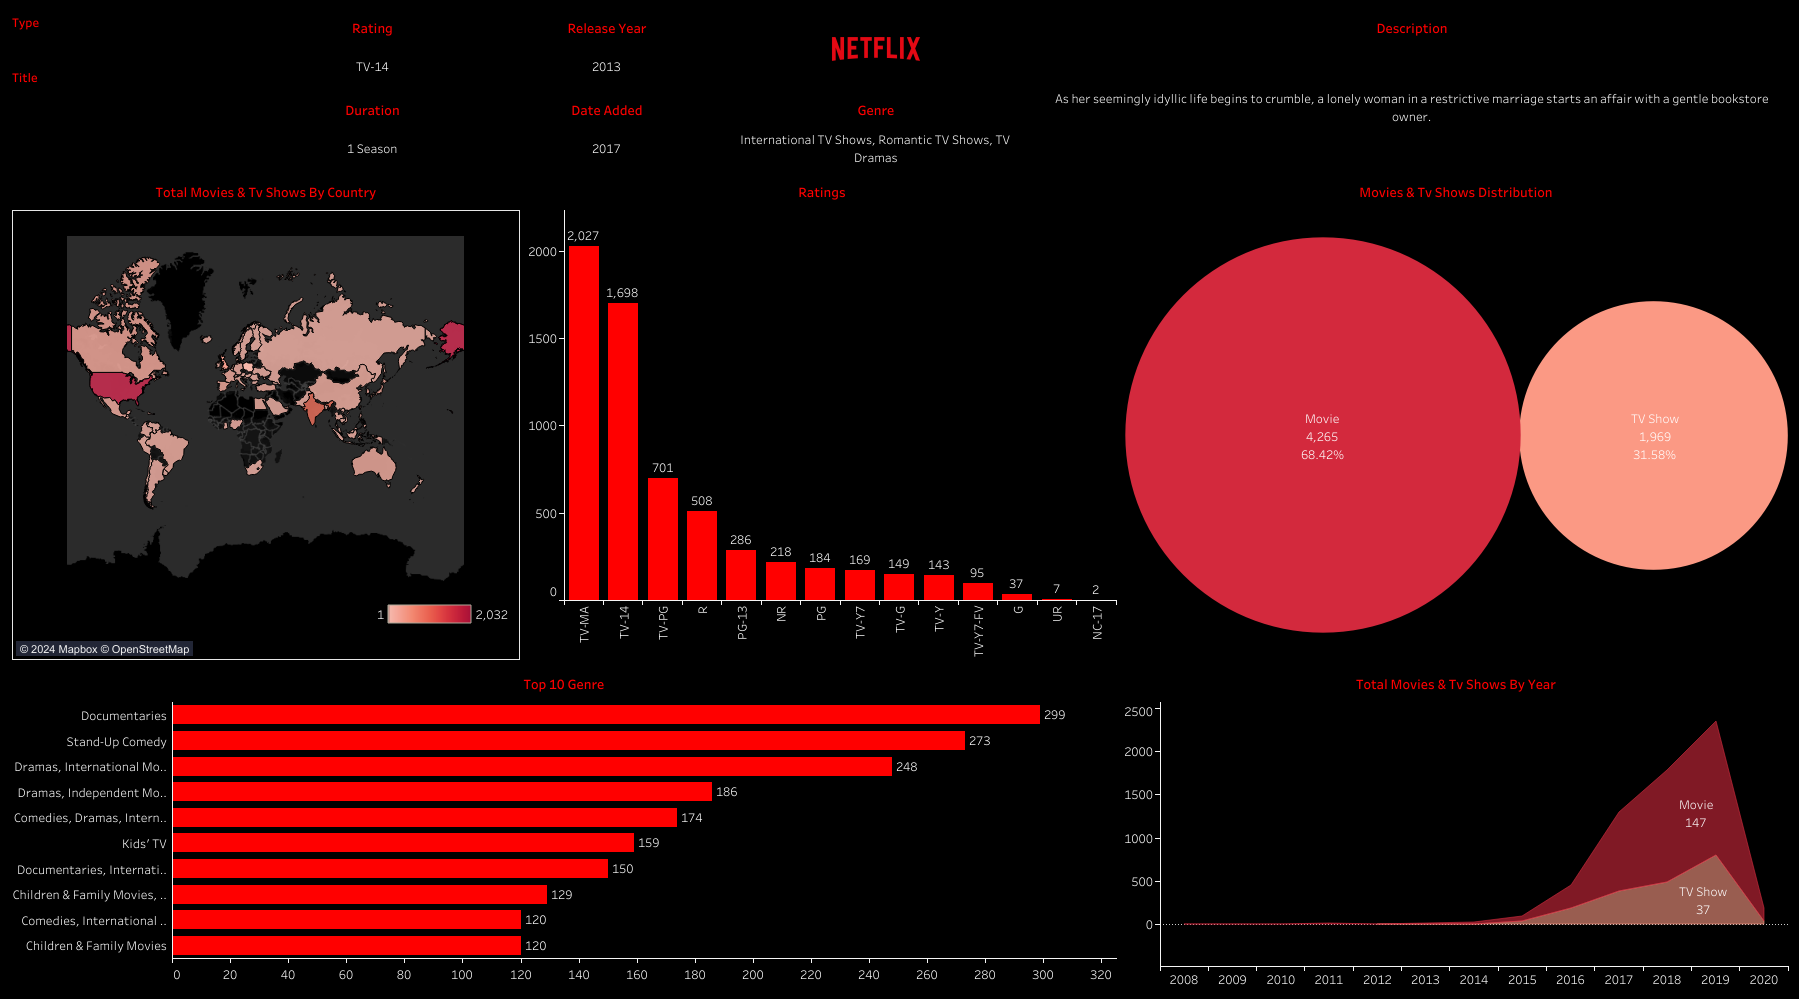 Type
Title
Rating
TV-14
Release Year
2013
Duration
1 Season
Date Added
2017
NETFLIX
Genre
International TV Shows, Romantic TV Shows, TV
Dramas
Description
As her seemingly idyllic life begins to crumble, a lonely woman in a restrictive marriage starts an affair with a gentle bookstore
owner.
Total Movies & Tv Shows By Country
1
2,032
© 2024 Mapbox © OpenStreetMap
Ratings
2000
1500
1000
500
0
2,027
1,698
701
508
286
218
184
169
149
143
95
37
7
2
TV-MA
TV-14
TV-PG
R
PG-13
NR
PG
TV-Y7
TV-G
TV-Y
TV-Y7-FV
G
UR
NC-17
Movies & Tv Shows Distribution
Movie
4,265
68.42%
TV Show
1,969
31.58%
Top 10 Genre
Documentaries
299
Stand-Up Comedy
273
Dramas, International Mo..
248
Dramas, Independent Mo..
186
Comedies, Dramas, Intern..
174
Kids' TV
159
Documentaries, Internati..
150
Children & Family Movies, ..
129
Comedies, International ..
120
Children & Family Movies
120
0 20 40 60 80 100 120 140 160 180 200 220 240 260 280 300 320
Total Movies & Tv Shows By Year
2500
2000
1500
1000
500
0
Movie
147
TV Show
37
2008 2009 2010 2011 2012 2013 2014 2015 2016 2017 2018 2019 2020